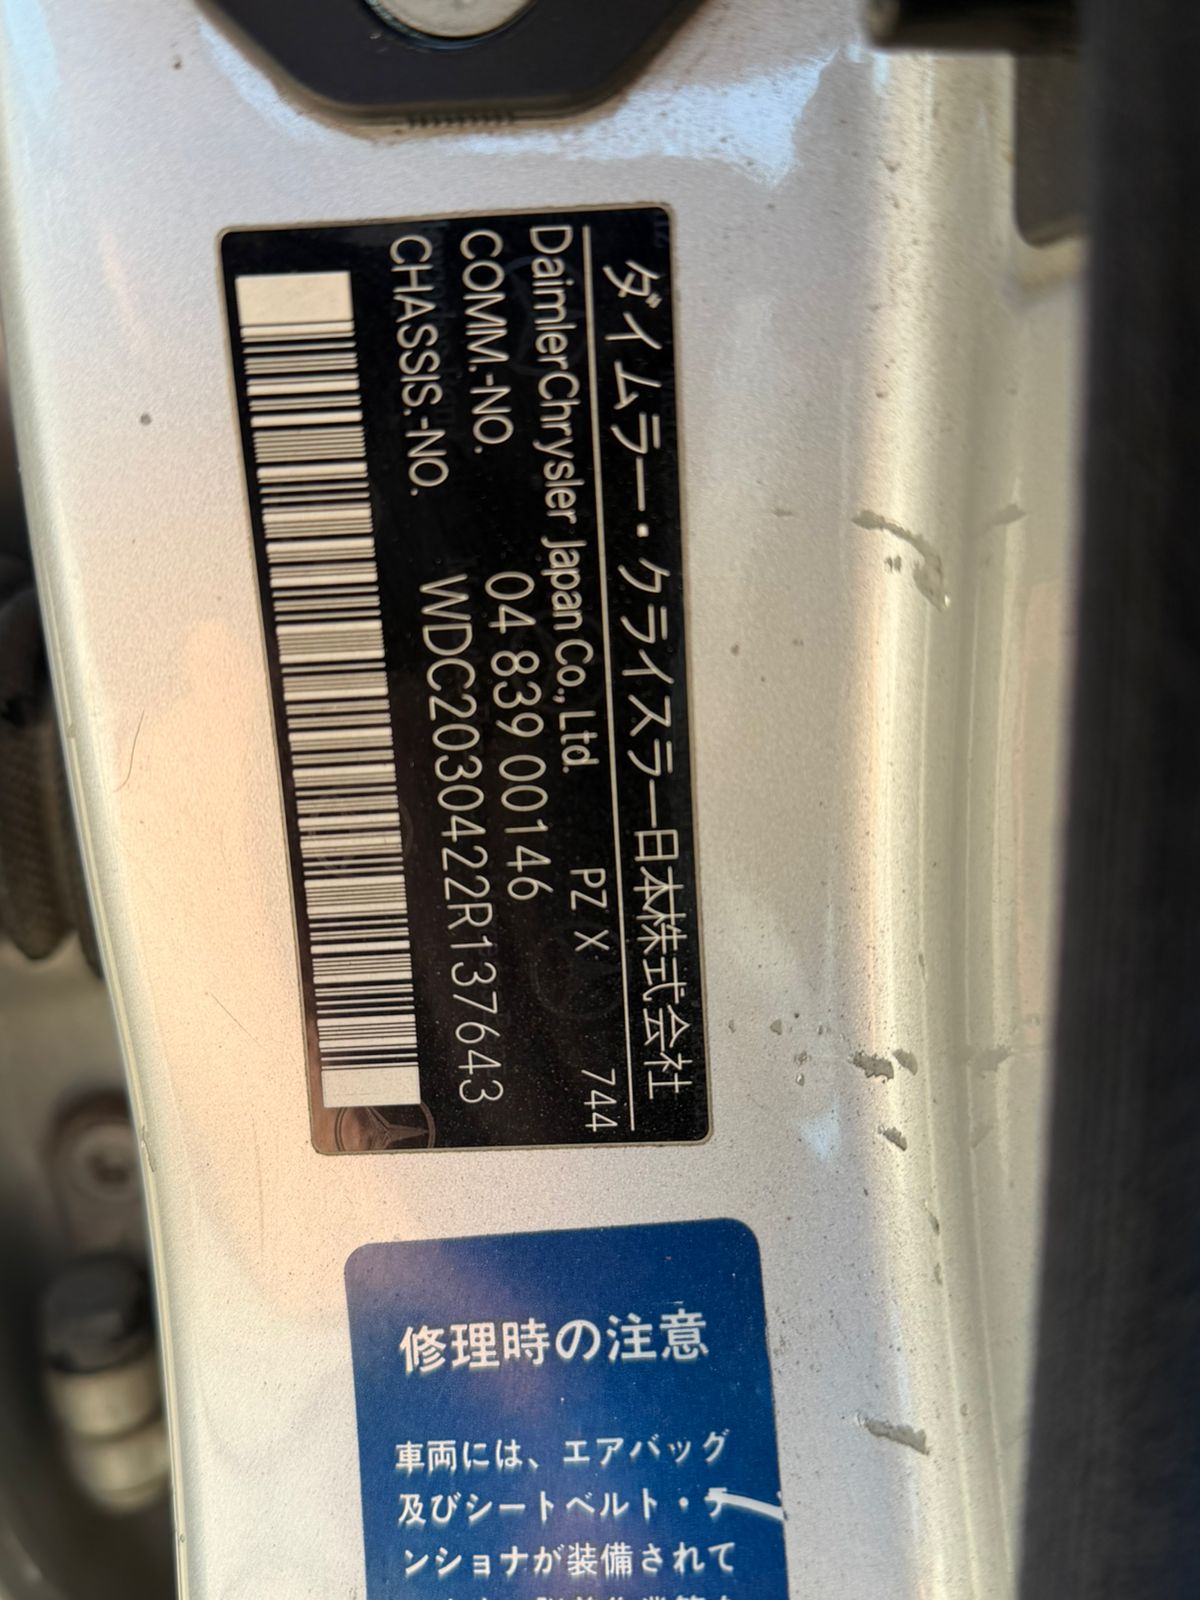 ダイムラー・クライスラー日本株式会社
DaimlerChrysler Japan Co., Ltd. PZ X 744
COMM.-NO. 04 839 00146
CHASSIS.-NO. WDC2030422R137643
修理時の注意
車両には、エアバッグ
及びシートベルト・テ
ンショナが装備されて